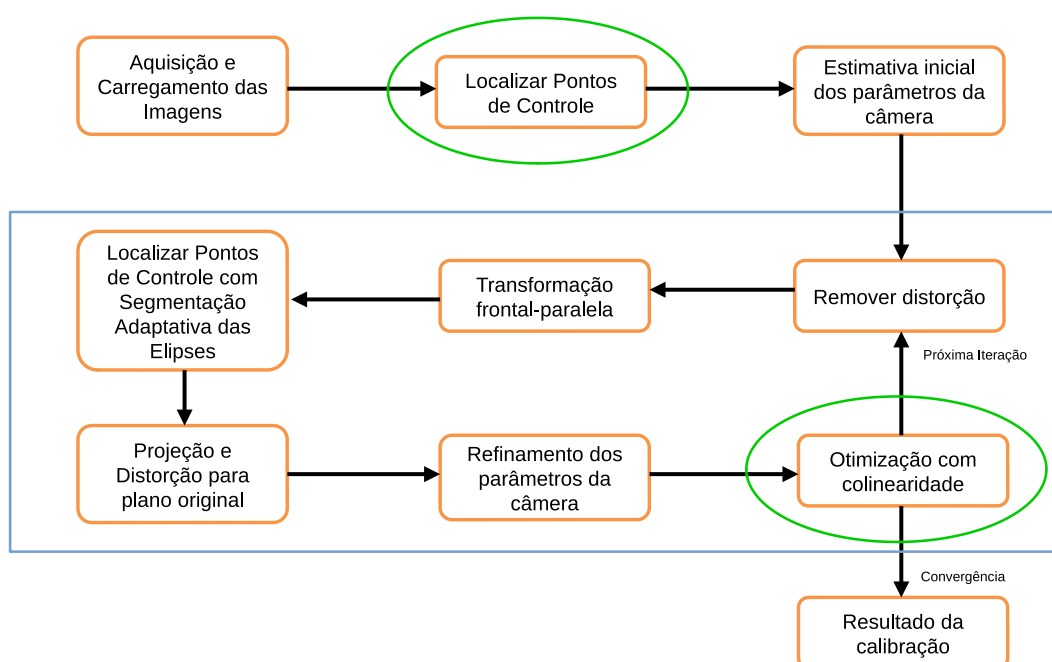 Aquisição e
Carregamento das
Imagens
Localizar Pontos
de Controle
Estimativa inicial
dos parâmetros da
câmera
Localizar Pontos
de Controle com
Segmentação
Adaptativa das
Elipses
Transformação
frontal-paralela
Remover distorção
Próxima Iteração
Projeção e
Distorção para
plano original
Refinamento dos
parâmetros da
câmera
Otimização com
colinearidade
Convergência
Resultado da
calibração